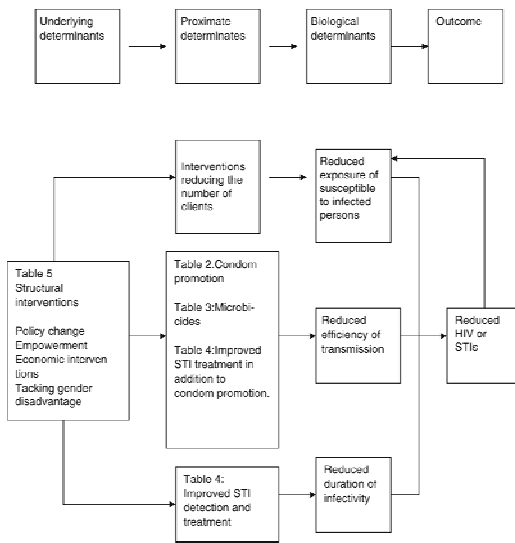 Underlying
determinants
Proximate
determinates
Biological
determinants
Outcome
Interventions
reducing the
number of
clients
Reduced
exposure of
susceptible
to infected
persons
Table 5
Structural
interventions
Policy change
Empowerment
Economic interven
tions
Tacking gender
disadvantage
Table 2.Condom
promotion
Table 3:Microbi-
cides
Table 4:Improved
STI treatment in
addition to
condom promotion.
Reduced
efficiency of
transmission
Reduced
HIV or
STIs
Table 4:
Improved STI
detection and
treatment
Reduced
duration of
infectivity